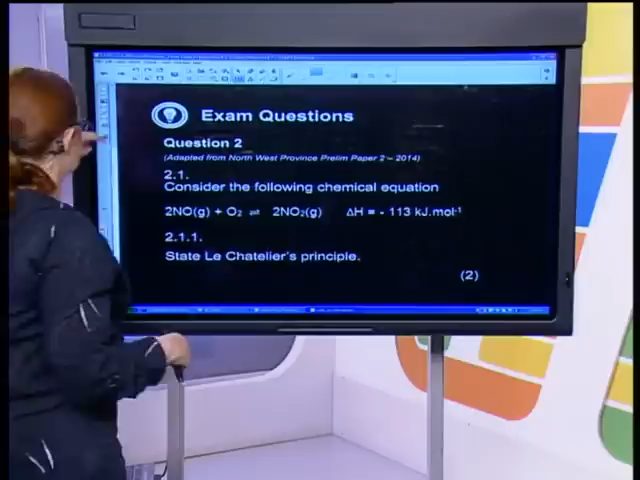 Exam Questions
Question 2
(Adapted from North West Province Prelim Paper 2 – 2014)
2.1.
Consider the following chemical equation
2NO(g) + O₂ ⇌ 2NO₂(g) ΔH = - 113 kJ.mol⁻¹
2.1.1.
State Le Chatelier's principle.
(2)